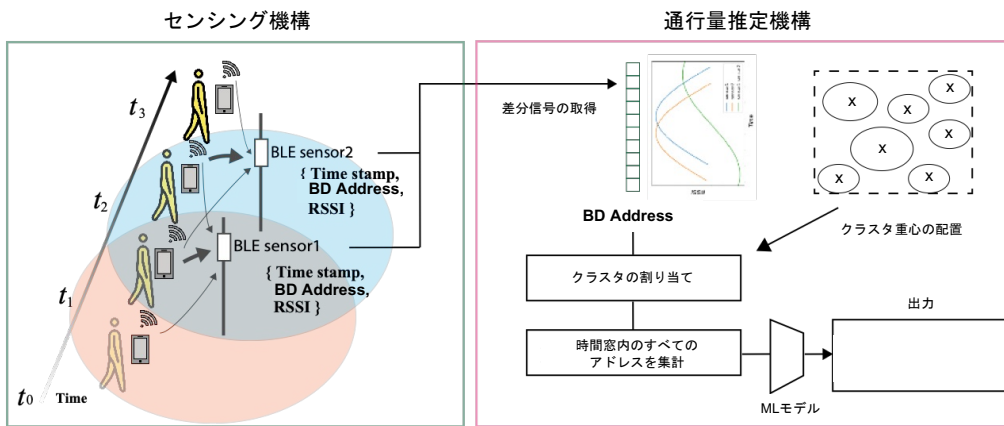 センシング機構
通行量推定機構
t3
t2
t1
t0
Time
BLE sensor2
{ Time stamp,
BD Address,
RSSI }
BLE sensor1
{ Time stamp,
BD Address,
RSSI }
差分信号の取得
Time
BD Address
x
x
x
x
x
x
x
クラスタ重心の配置
クラスタの割り当て
時間窓内のすべての
アドレスを集計
MLモデル
出力